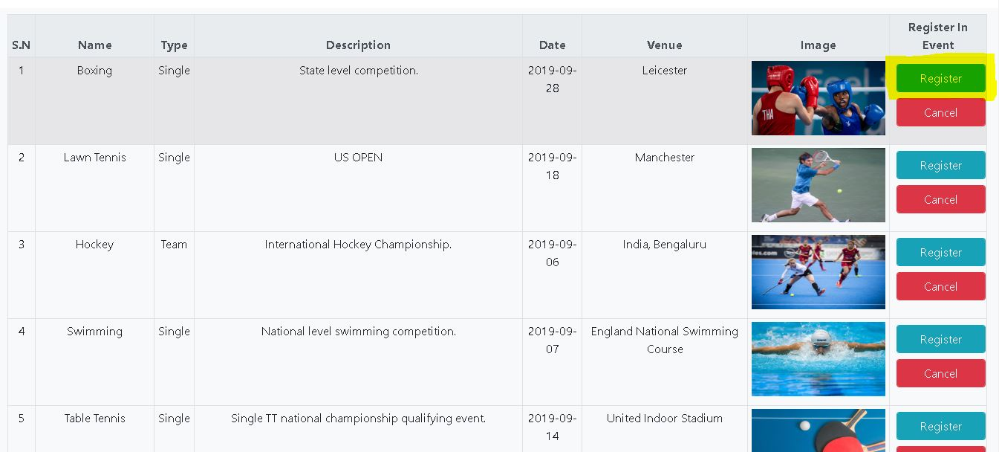 Register In
S.N Name Type Description Date Venue Image Event
1 Boxing Single State level competition. 2019-09- Leicester Register
28
THA
Cancel
2 Lawn Tennis Single US OPEN 2019-09- Manchester Register
18
Cancel
3 Hockey Team International Hockey Championship. 2019-09- India, Bengaluru Register
06
Cancel
4 Swimming Single National level swimming competition. 2019-09- England National Swimming Register
07 Course
Cancel
5 Table Tennis Single Single TT national championship qualifying event. 2019-09- United Indoor Stadium Register
14